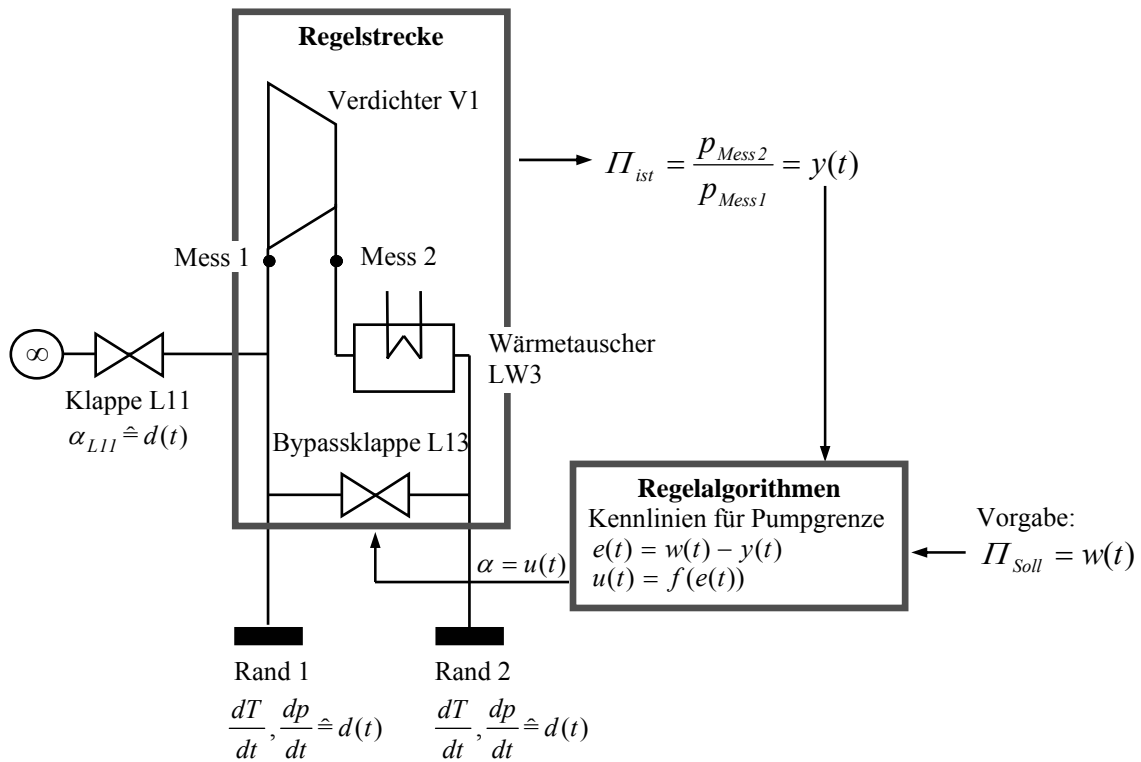 Regelstrecke
Verdichter V1
Π_ist = p_Mess2 / p_Mess1 = y(t)
Mess 1
Mess 2
∞
Wärmetauscher
LW3
Klappe L11
α_L11 ≙ d(t)
Bypassklappe L13
Regelalgorithmen
Kennlinien für Pumpgrenze
e(t) = w(t) − y(t)
u(t) = f(e(t))
Vorgabe:
Π_Soll = w(t)
α = u(t)
Rand 1
dT/dt, dp/dt ≙ d(t)
Rand 2
dT/dt, dp/dt ≙ d(t)